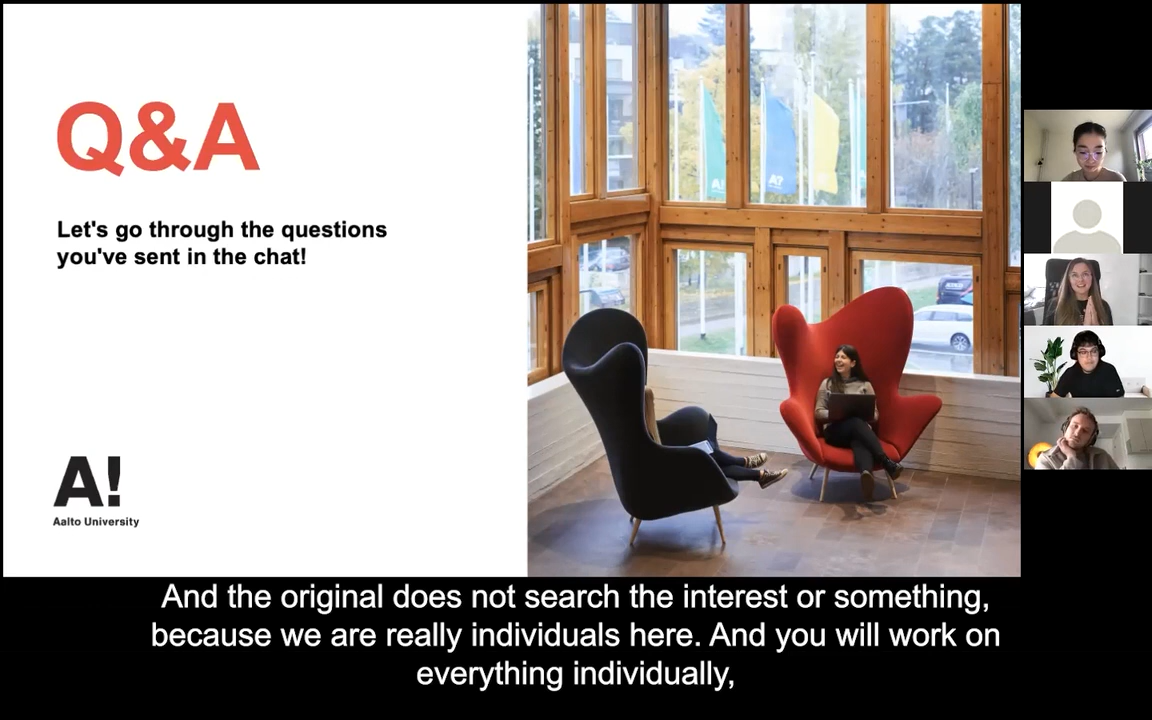 Q&A
Let's go through the questions
you've sent in the chat!
A!
Aalto University
A!
A?
And the original does not search the interest or something,
because we are really individuals here. And you will work on
everything individually,